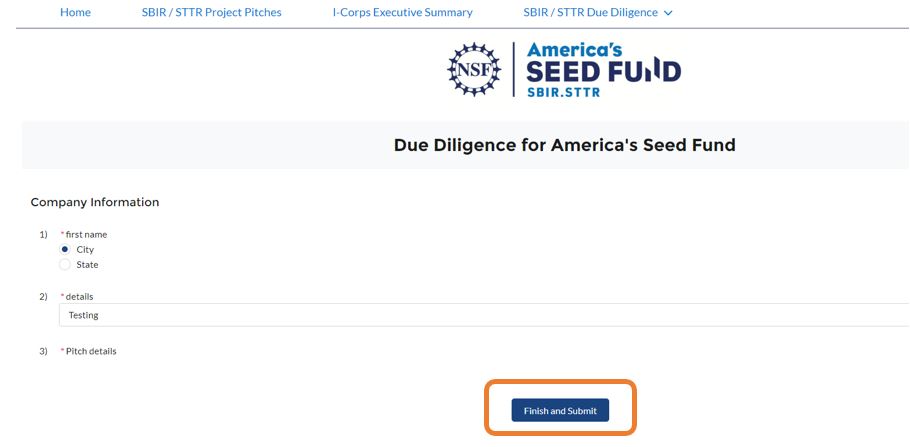 Home SBIR / STTR Project Pitches I-Corps Executive Summary SBIR / STTR Due Diligence
NSF
America's
SEED FUND
SBIR.STTR
Due Diligence for America's Seed Fund
Company Information
1) * first name
City
State
2) * details
Testing
3) * Pitch details
Finish and Submit